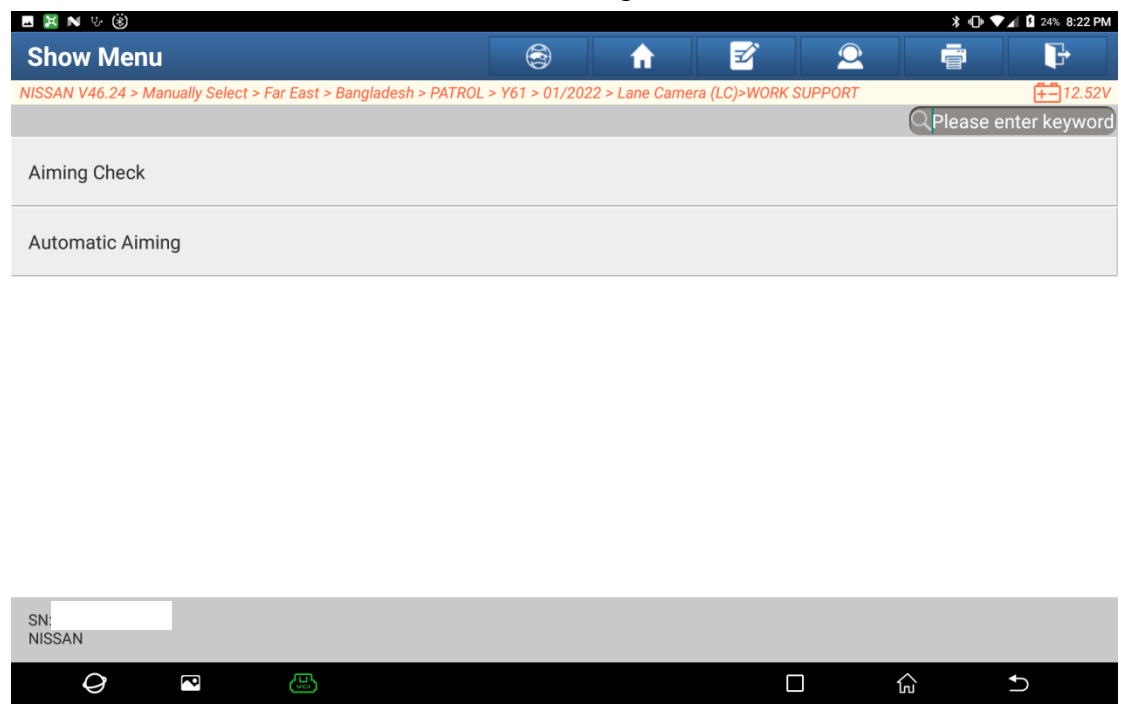 24% 8:22 PM
Show Menu
NISSAN V46.24 > Manually Select > Far East > Bangladesh > PATROL > Y61 > 01/2022 > Lane Camera (LC)>WORK SUPPORT
12.52V
Please enter keyword
Aiming Check
Automatic Aiming
SN:
NISSAN
VCI